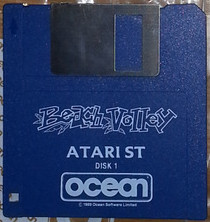 Beach Volley
ATARI ST
DISK 1
ocean
© 1989 Ocean Software Limited